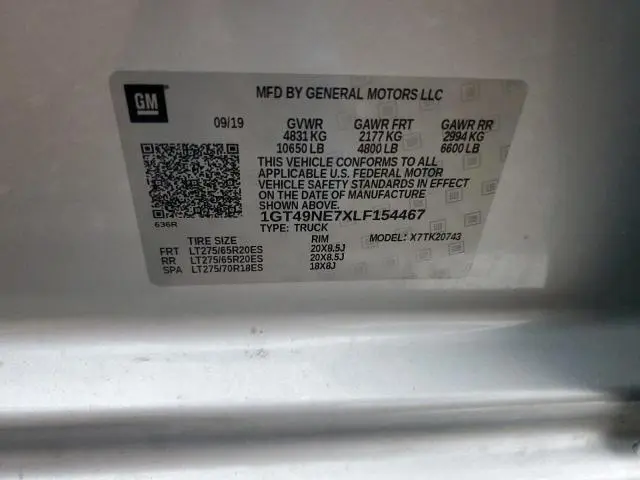 GM
MFD BY GENERAL MOTORS LLC
09/19 GVWR GAWR FRT GAWR RR
4831 KG 2177 KG 2994 KG
10650 LB 4800 LB 6600 LB
THIS VEHICLE CONFORMS TO ALL
APPLICABLE U.S. FEDERAL MOTOR
VEHICLE SAFETY STANDARDS IN EFFECT
ON THE DATE OF MANUFACTURE
SHOWN ABOVE.
1GT49NE7XLF154467
636R
TYPE: TRUCK
TIRE SIZE RIM MODEL: X7TK20743
FRT LT275/65R20ES 20X8.5J
RR LT275/65R20ES 20X8.5J
SPA LT275/70R18ES 18X8J